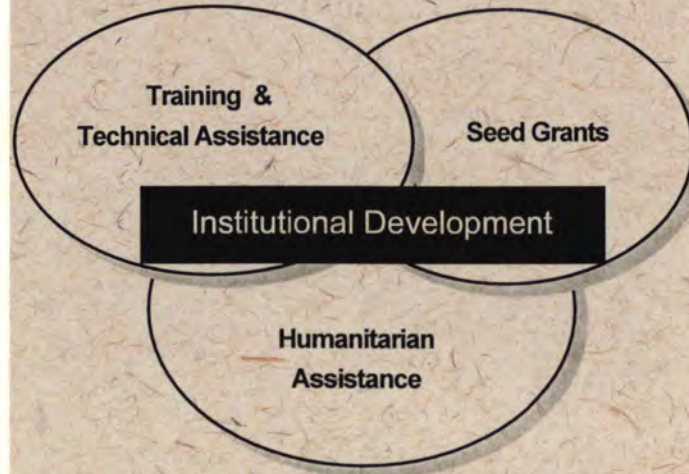 Training &
Technical Assistance
Seed Grants
Institutional Development
Humanitarian
Assistance